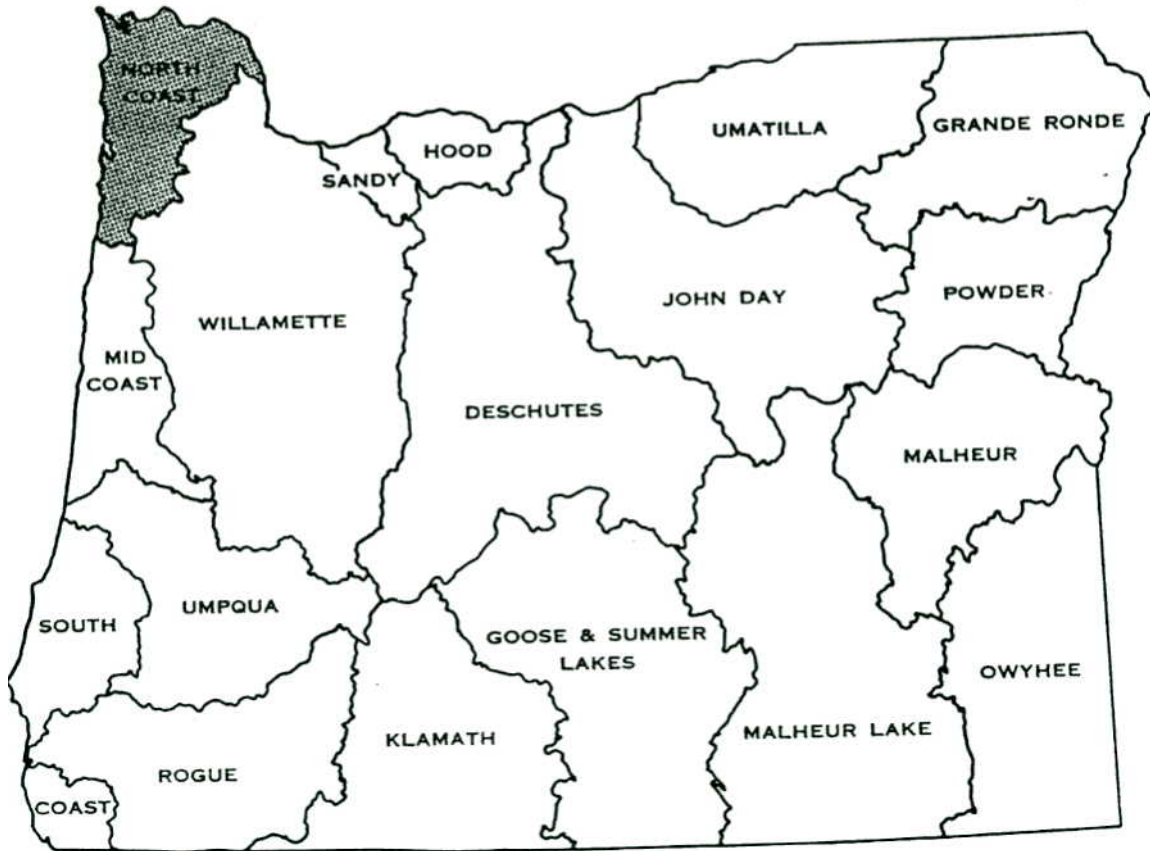 NORTH
COAST
UMATILLA
GRANDE RONDE
HOOD
SANDY
JOHN DAY
POWDER
WILLAMETTE
MID
COAST
DESCHUTES
MALHEUR
UMPQUA
SOUTH
GOOSE & SUMMER
LAKES
OWYHEE
KLAMATH
MALHEUR LAKE
ROGUE
COAST